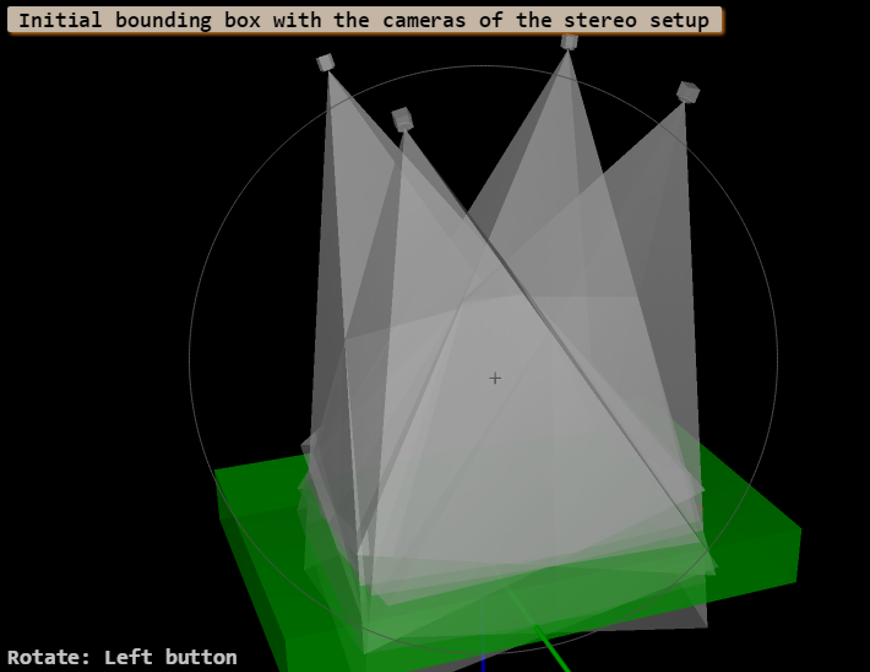 Initial bounding box with the cameras of the stereo setup
Rotate: Left button